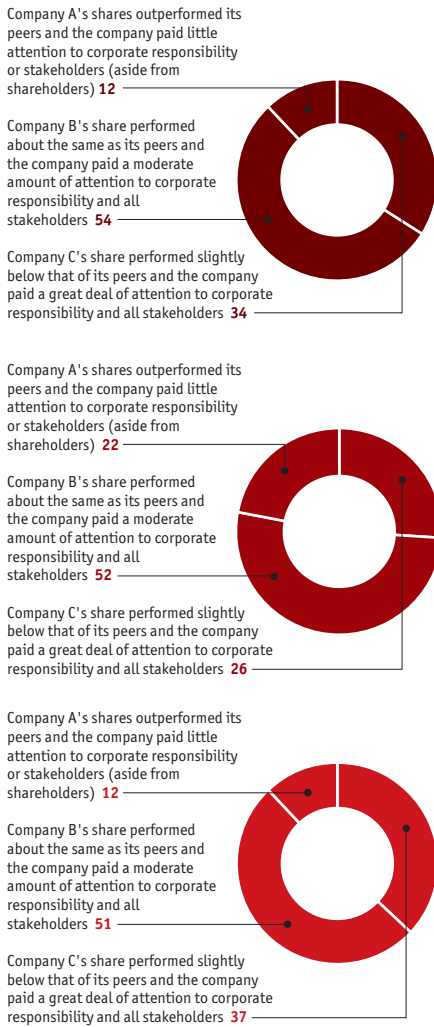 Company A's shares outperformed its
peers and the company paid little
attention to corporate responsibility
or stakeholders (aside from
shareholders) 12
Company B's share performed
about the same as its peers and
the company paid a moderate
amount of attention to corporate
responsibility and all
stakeholders 54
Company C's share performed slightly
below that of its peers and the company
paid a great deal of attention to corporate
responsibility and all stakeholders 34
Company A's shares outperformed its
peers and the company paid little
attention to corporate responsibility
or stakeholders (aside from
shareholders) 22
Company B's share performed
about the same as its peers and
the company paid a moderate
amount of attention to corporate
responsibility and all
stakeholders 52
Company C's share performed slightly
below that of its peers and the company
paid a great deal of attention to corporate
responsibility and all stakeholders 26
Company A's shares outperformed its
peers and the company paid little
attention to corporate responsibility
or stakeholders (aside from
shareholders) 12
Company B's share performed
about the same as its peers and
the company paid a moderate
amount of attention to corporate
responsibility and all
stakeholders 51
Company C's share performed slightly
below that of its peers and the company
paid a great deal of attention to corporate
responsibility and all stakeholders 37